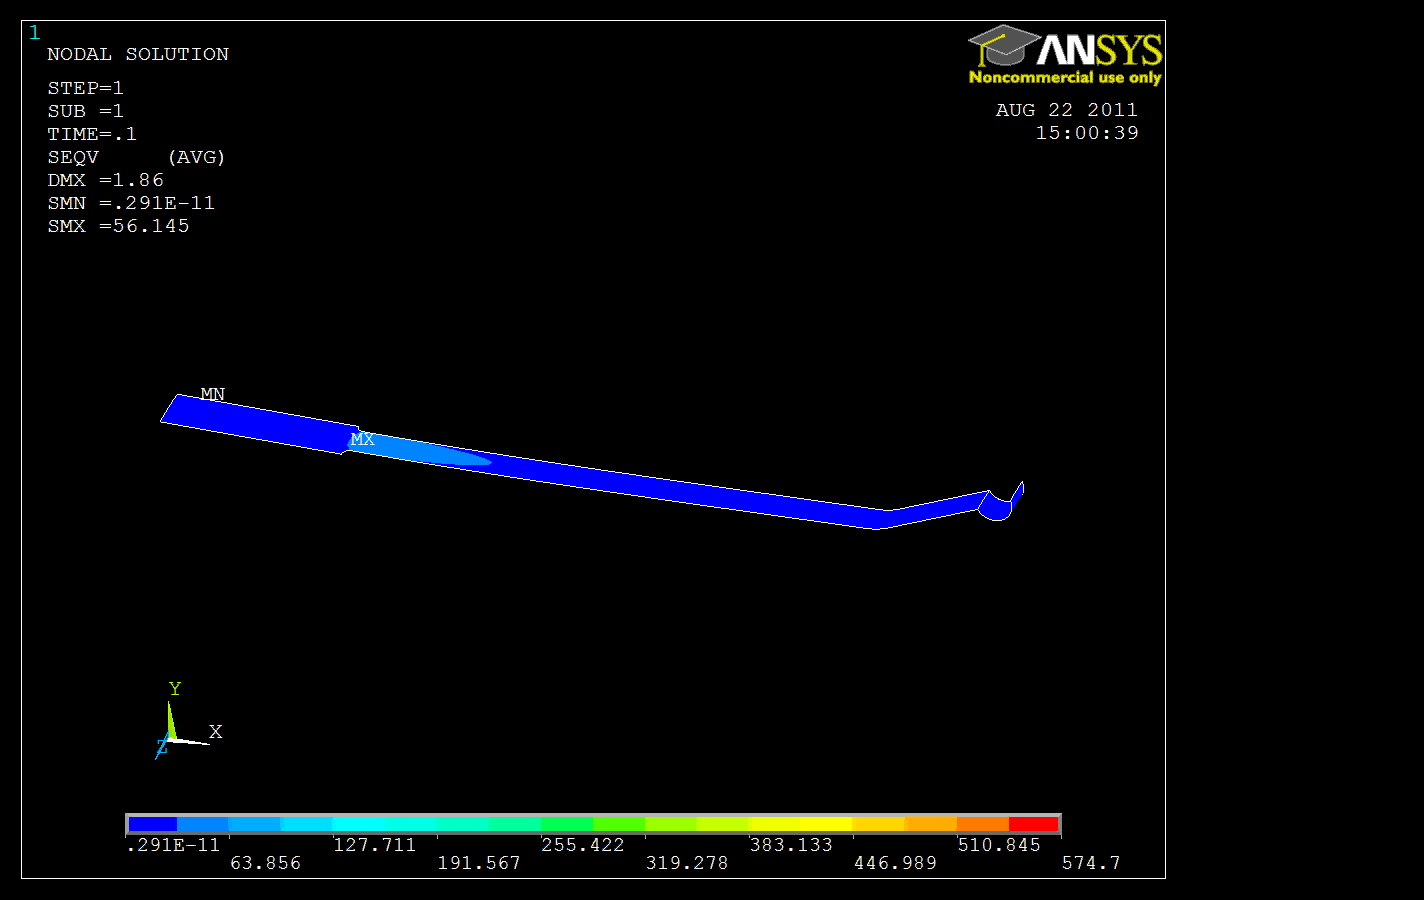 1
NODAL SOLUTION
STEP=1
SUB =1
TIME=.1
SEQV (AVG)
DMX =1.86
SMN =.291E-11
SMX =56.145
ANSYS
Noncommercial use only
AUG 22 2011
15:00:39
MN
MX
Y
X
Z
.291E-11 127.711 255.422 383.133 510.845
63.856 191.567 319.278 446.989 574.7